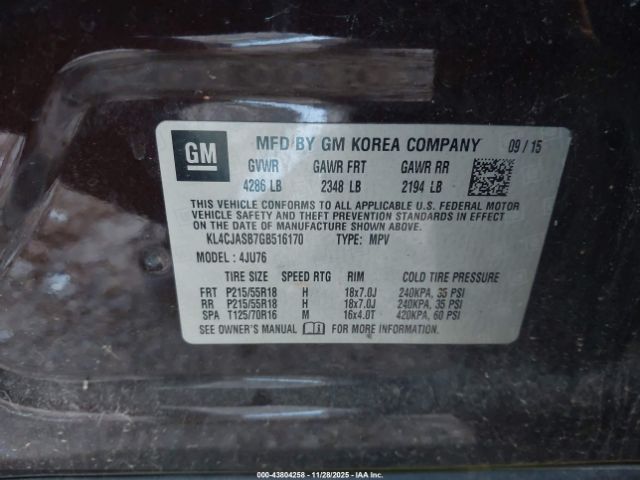 GM
MFD BY GM KOREA COMPANY 09 / 15
GVWR GAWR FRT GAWR RR
4286 LB 2348 LB 2194 LB
THIS VEHICLE CONFORMS TO ALL APPLICABLE U.S. FEDERAL MOTOR
VEHICLE SAFETY AND THEFT PREVENTION STANDARDS IN EFFECT ON
THE DATE OF MANUFACTURE SHOWN ABOVE.
KL4CJASB7GB516170 TYPE: MPV
MODEL : 4JU76
TIRE SIZE SPEED RTG RIM COLD TIRE PRESSURE
FRT P215/55R18 H 18x7.0J 240KPA, 35 PSI
RR P215/55R18 H 18x7.0J 240KPA, 35 PSI
SPA T125/70R16 M 16x4.0T 420KPA, 60 PSI
SEE OWNER'S MANUAL FOR MORE INFORMATION.
000-43804258 - 11/28/2025 - IAA Inc.